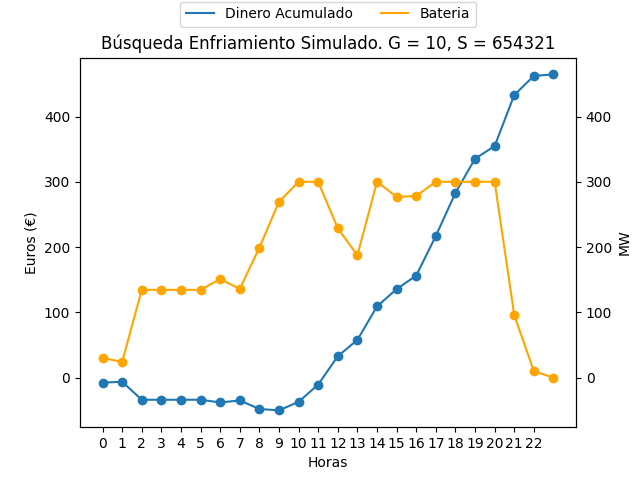 Dinero Acumulado Bateria
Búsqueda Enfriamiento Simulado. G = 10, S = 654321
400 400
300 300
200 200
100 100
0 0
Euros (€)
MW
0 1 2 3 4 5 6 7 8 9 10 11 12 13 14 15 16 17 18 19 20 21 22
Horas